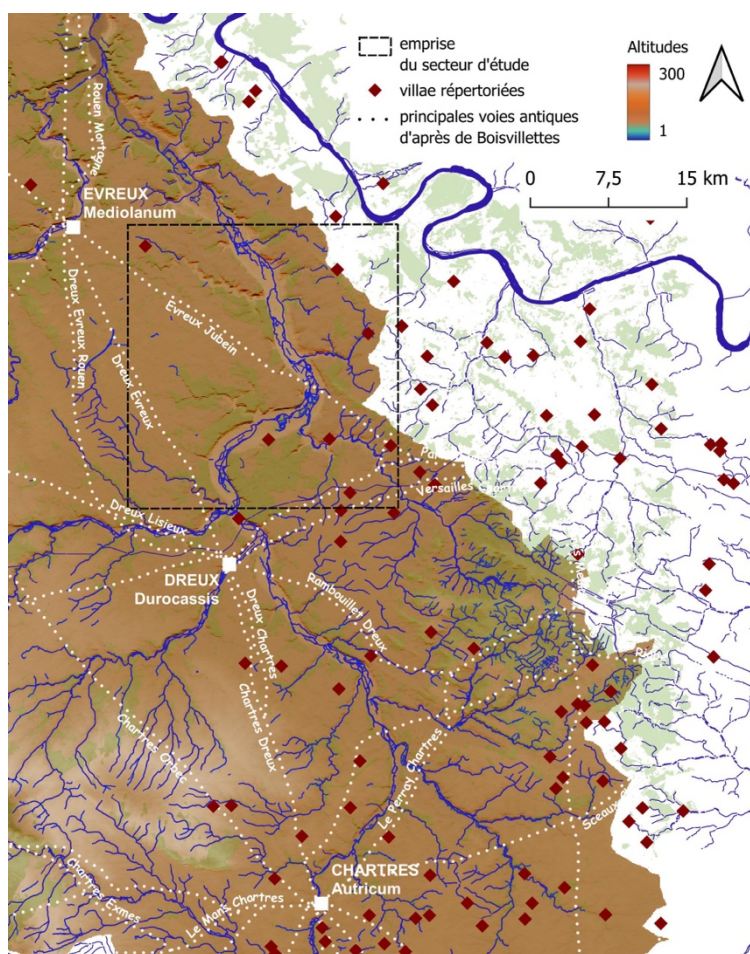 emprise
du secteur d'étude
villae répertoriées
principales voies antiques
d'après de Boisvillettes
Altitudes
300
1
0 7,5 15 km
Rouen Mortagne
EVREUX
Mediolanum
Evreux Jubein
Dreux Evreux Rouen
Dreux Evreux
Versailles
Dreux Lisieux
DREUX
Durocassis
Rambouillet Dreux
Dreux Chartres
Chartres Dreux
Chartres Orbec
Le Perray Chartres
Sceaux
CHARTRES
Autricum
Chartres Exmes
Le Mans Chartres